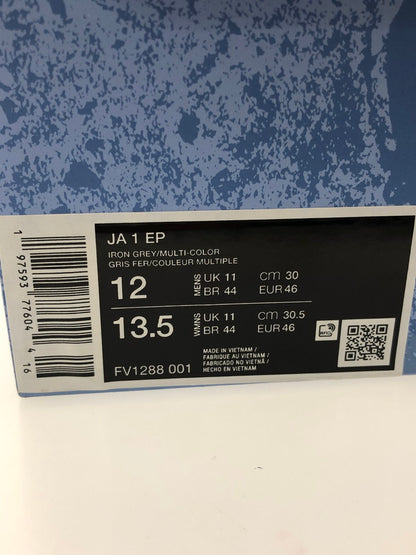 JA 1 EP
IRON GREY/MULTI-COLOR
GRIS FER/COULEUR MULTIPLE
12 MENS UK 11 cm 30
BR 44 EUR 46
13.5 WMNS UK 11 cm 30.5
BR 44 EUR 46
MADE IN VIETNAM/
FABRIQUÉ AU VIETNAM/
FABRICADO NO VIETNÃ/
HECHO EN VIETNAM
FV1288 001
1 97593 77604 4 16